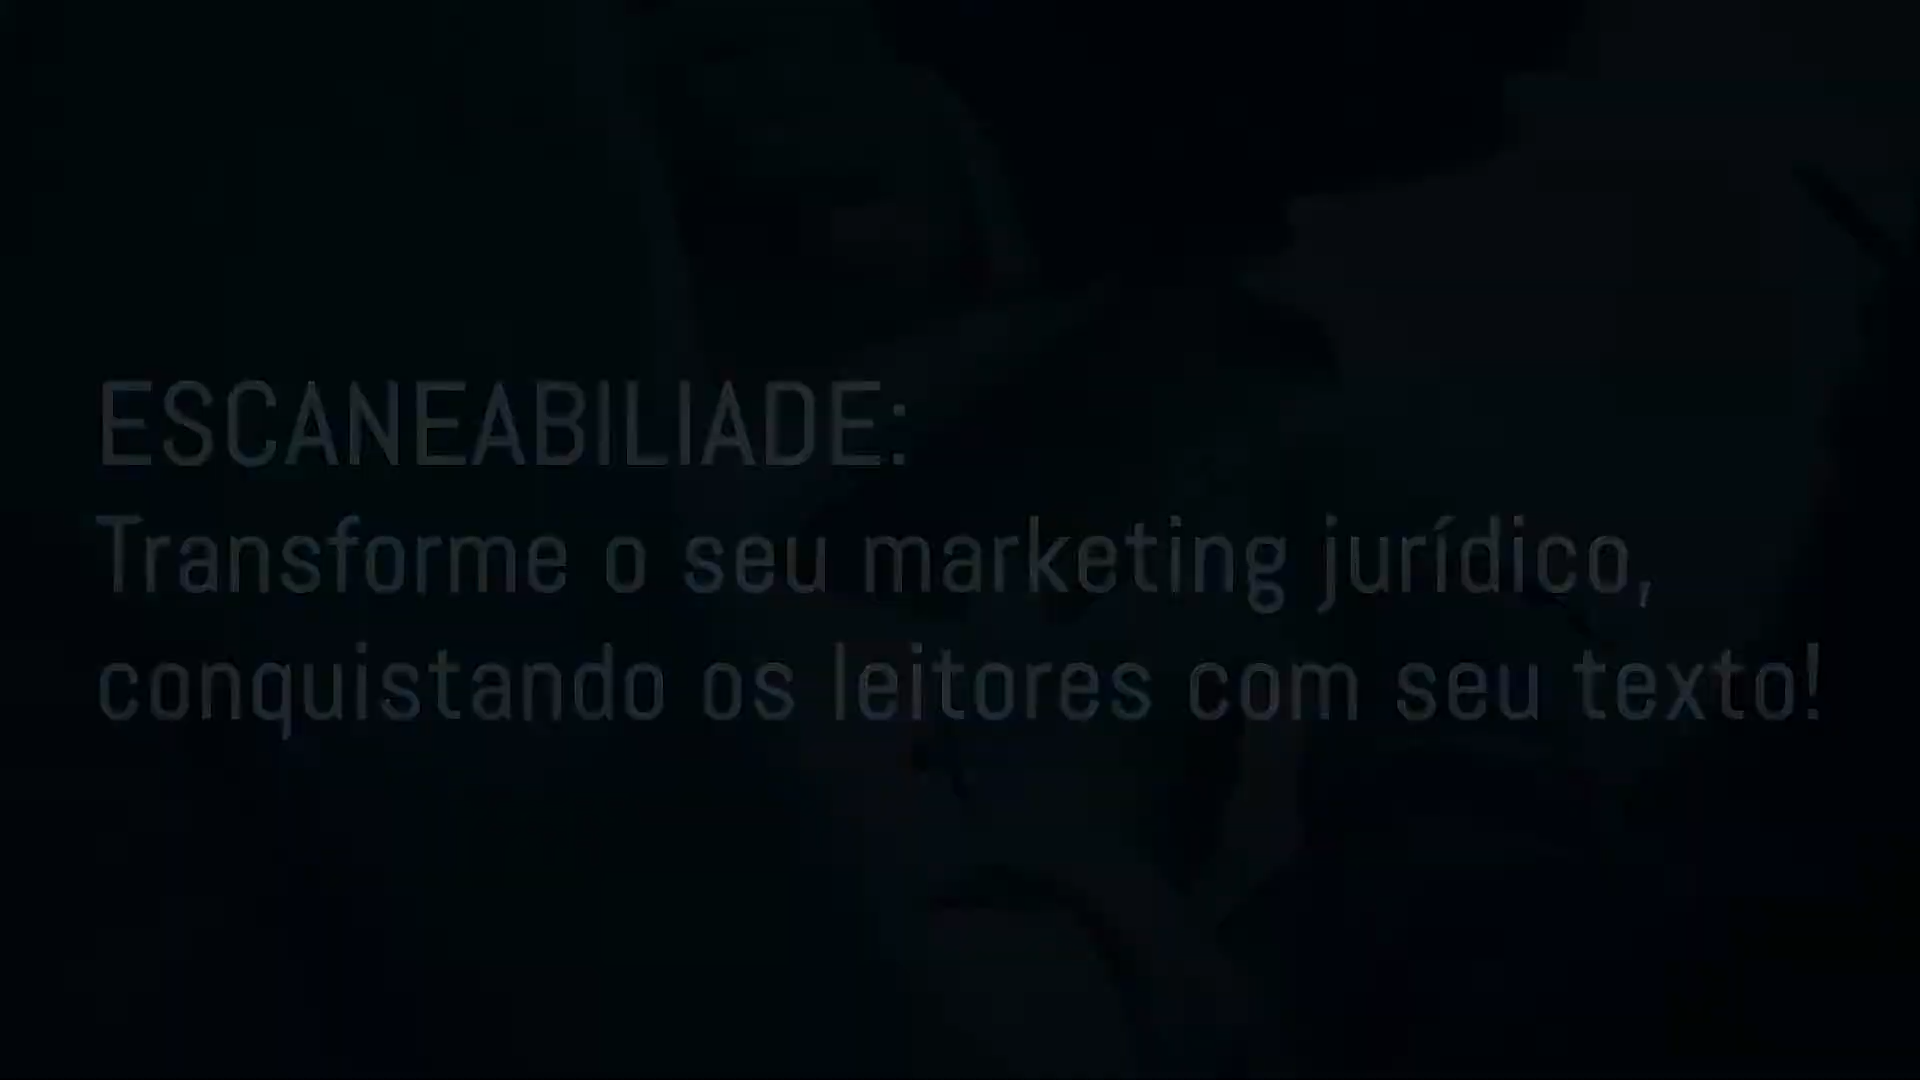 ESCANEABILIADE:
Transforme o seu marketing jurídico,
conquistando os leitores com seu texto!